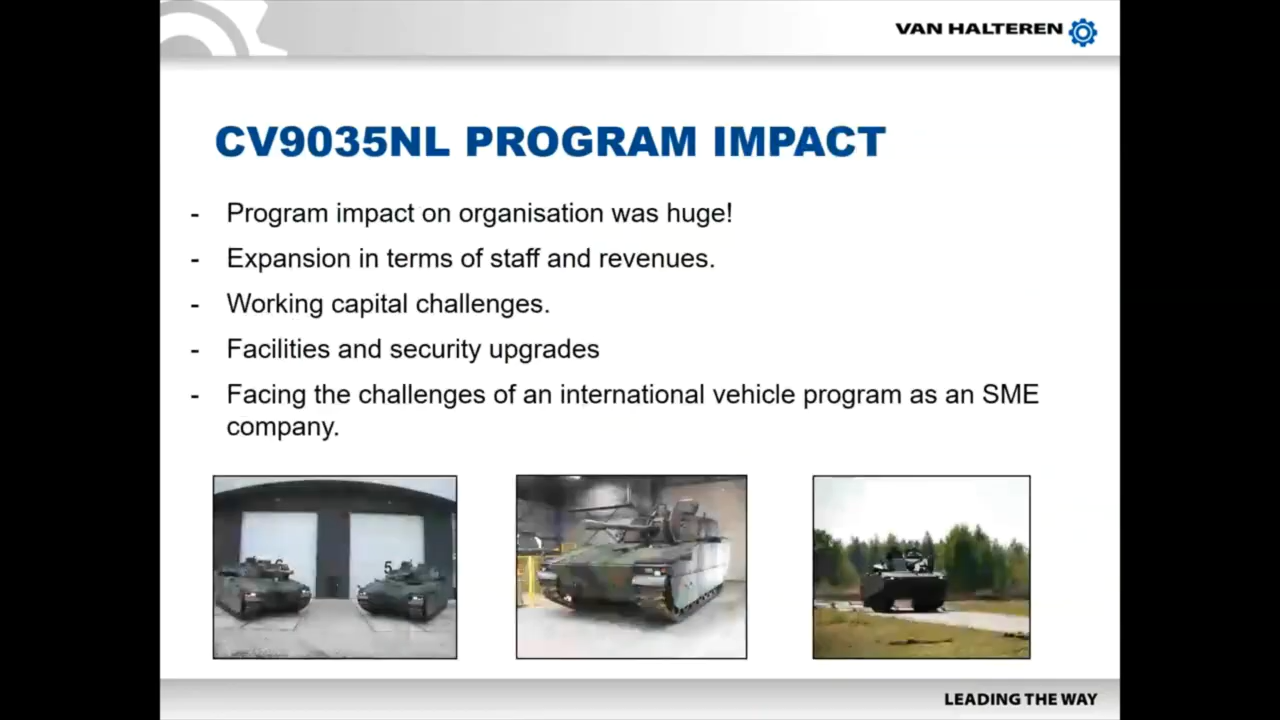 VAN HALTEREN
CV9035NL PROGRAM IMPACT
- Program impact on organisation was huge!
- Expansion in terms of staff and revenues.
- Working capital challenges.
- Facilities and security upgrades
- Facing the challenges of an international vehicle program as an SME
company.
5
LEADING THE WAY